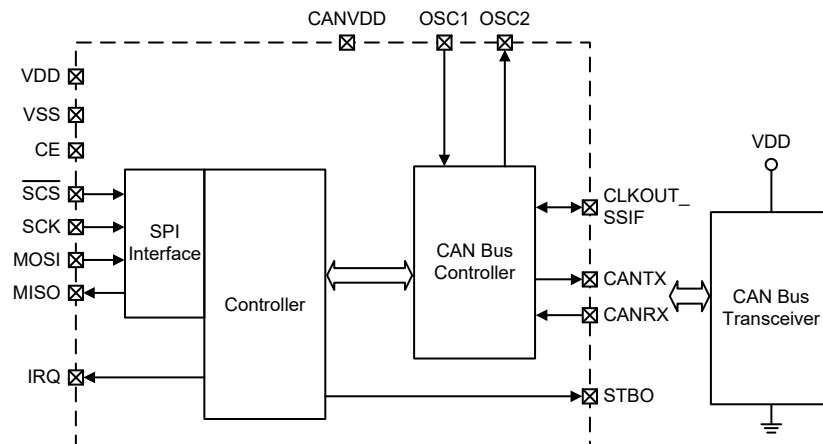 CANVDD
OSC1
OSC2
VDD
VSS
CE
SCS
SCK
MOSI
MISO
IRQ
SPI
Interface
Controller
CAN Bus
Controller
CLKOUT_
SSIF
CANTX
CANRX
STBO
VDD
CAN Bus
Transceiver